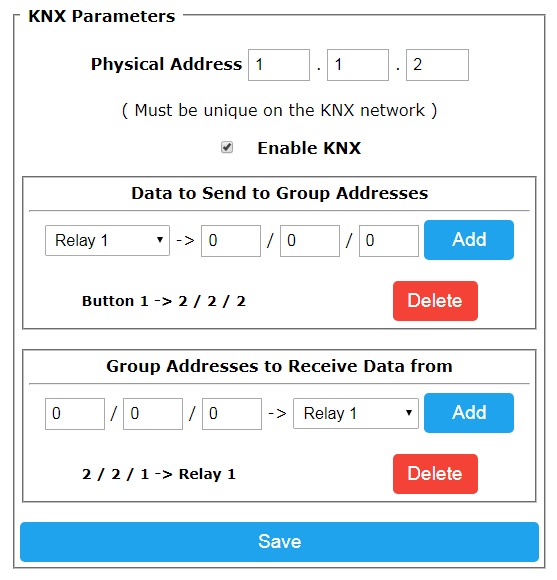 KNX Parameters
Physical Address 1 . 1 . 2
( Must be unique on the KNX network )
Enable KNX
Data to Send to Group Addresses
Relay 1 -> 0 / 0 / 0 Add
Button 1 -> 2 / 2 / 2 Delete
Group Addresses to Receive Data from
0 / 0 / 0 -> Relay 1 Add
2 / 2 / 1 -> Relay 1 Delete
Save